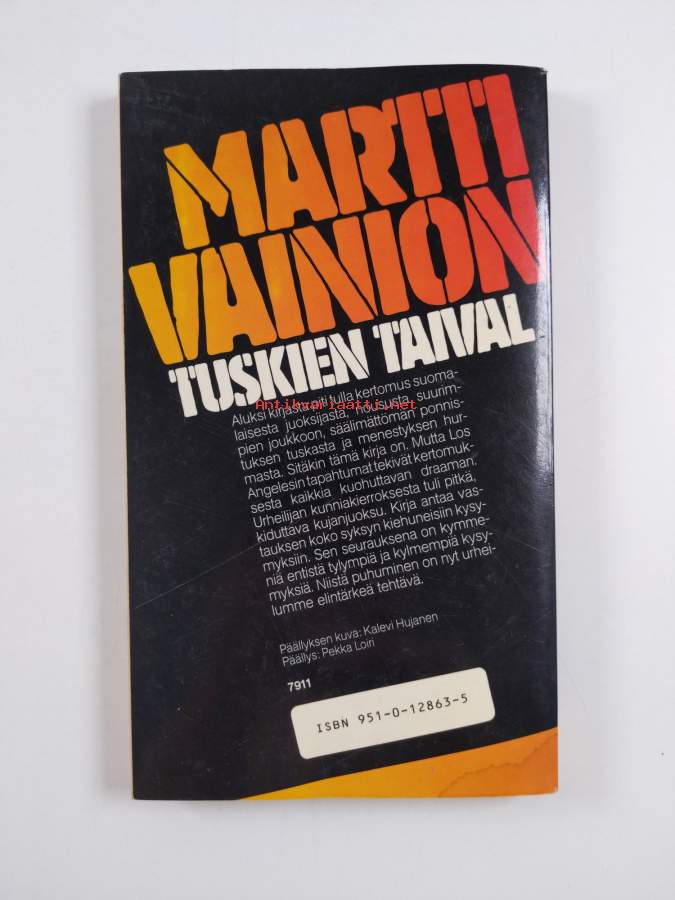 MARTTI
VAINION
TUSKIEN TAIVAL
Aluksi kirjasta piti tulla kertomus suoma-
laisesta juoksijasta, noususta suurim-
Antikvariaatti.net
pien joukkoon, säälimättömän ponnis-
tuksen tuskasta ja menestyksen hur-
masta. Sitäkin tämä kirja on. Mutta Los
Angelesin tapahtumat tekivät kertomuk-
sesta kaikkia kuohuttavan draaman.
Urheilijan kunniakierroksesta tuli pitkä,
kiduttava kujanjuoksu. Kirja antaa vas-
tauksen koko syksyn kiehuneisiin kysy-
myksiin. Sen seurauksena on kymme-
niä entistä tylympiä ja kylmempiä kysy-
myksiä. Niistä puhuminen on nyt urhei-
lumme elintärkeä tehtävä.
Päällyksen kuva: Kalevi Hujanen
Päällys: Pekka Loiri
7911
ISBN 951-0-12863-5